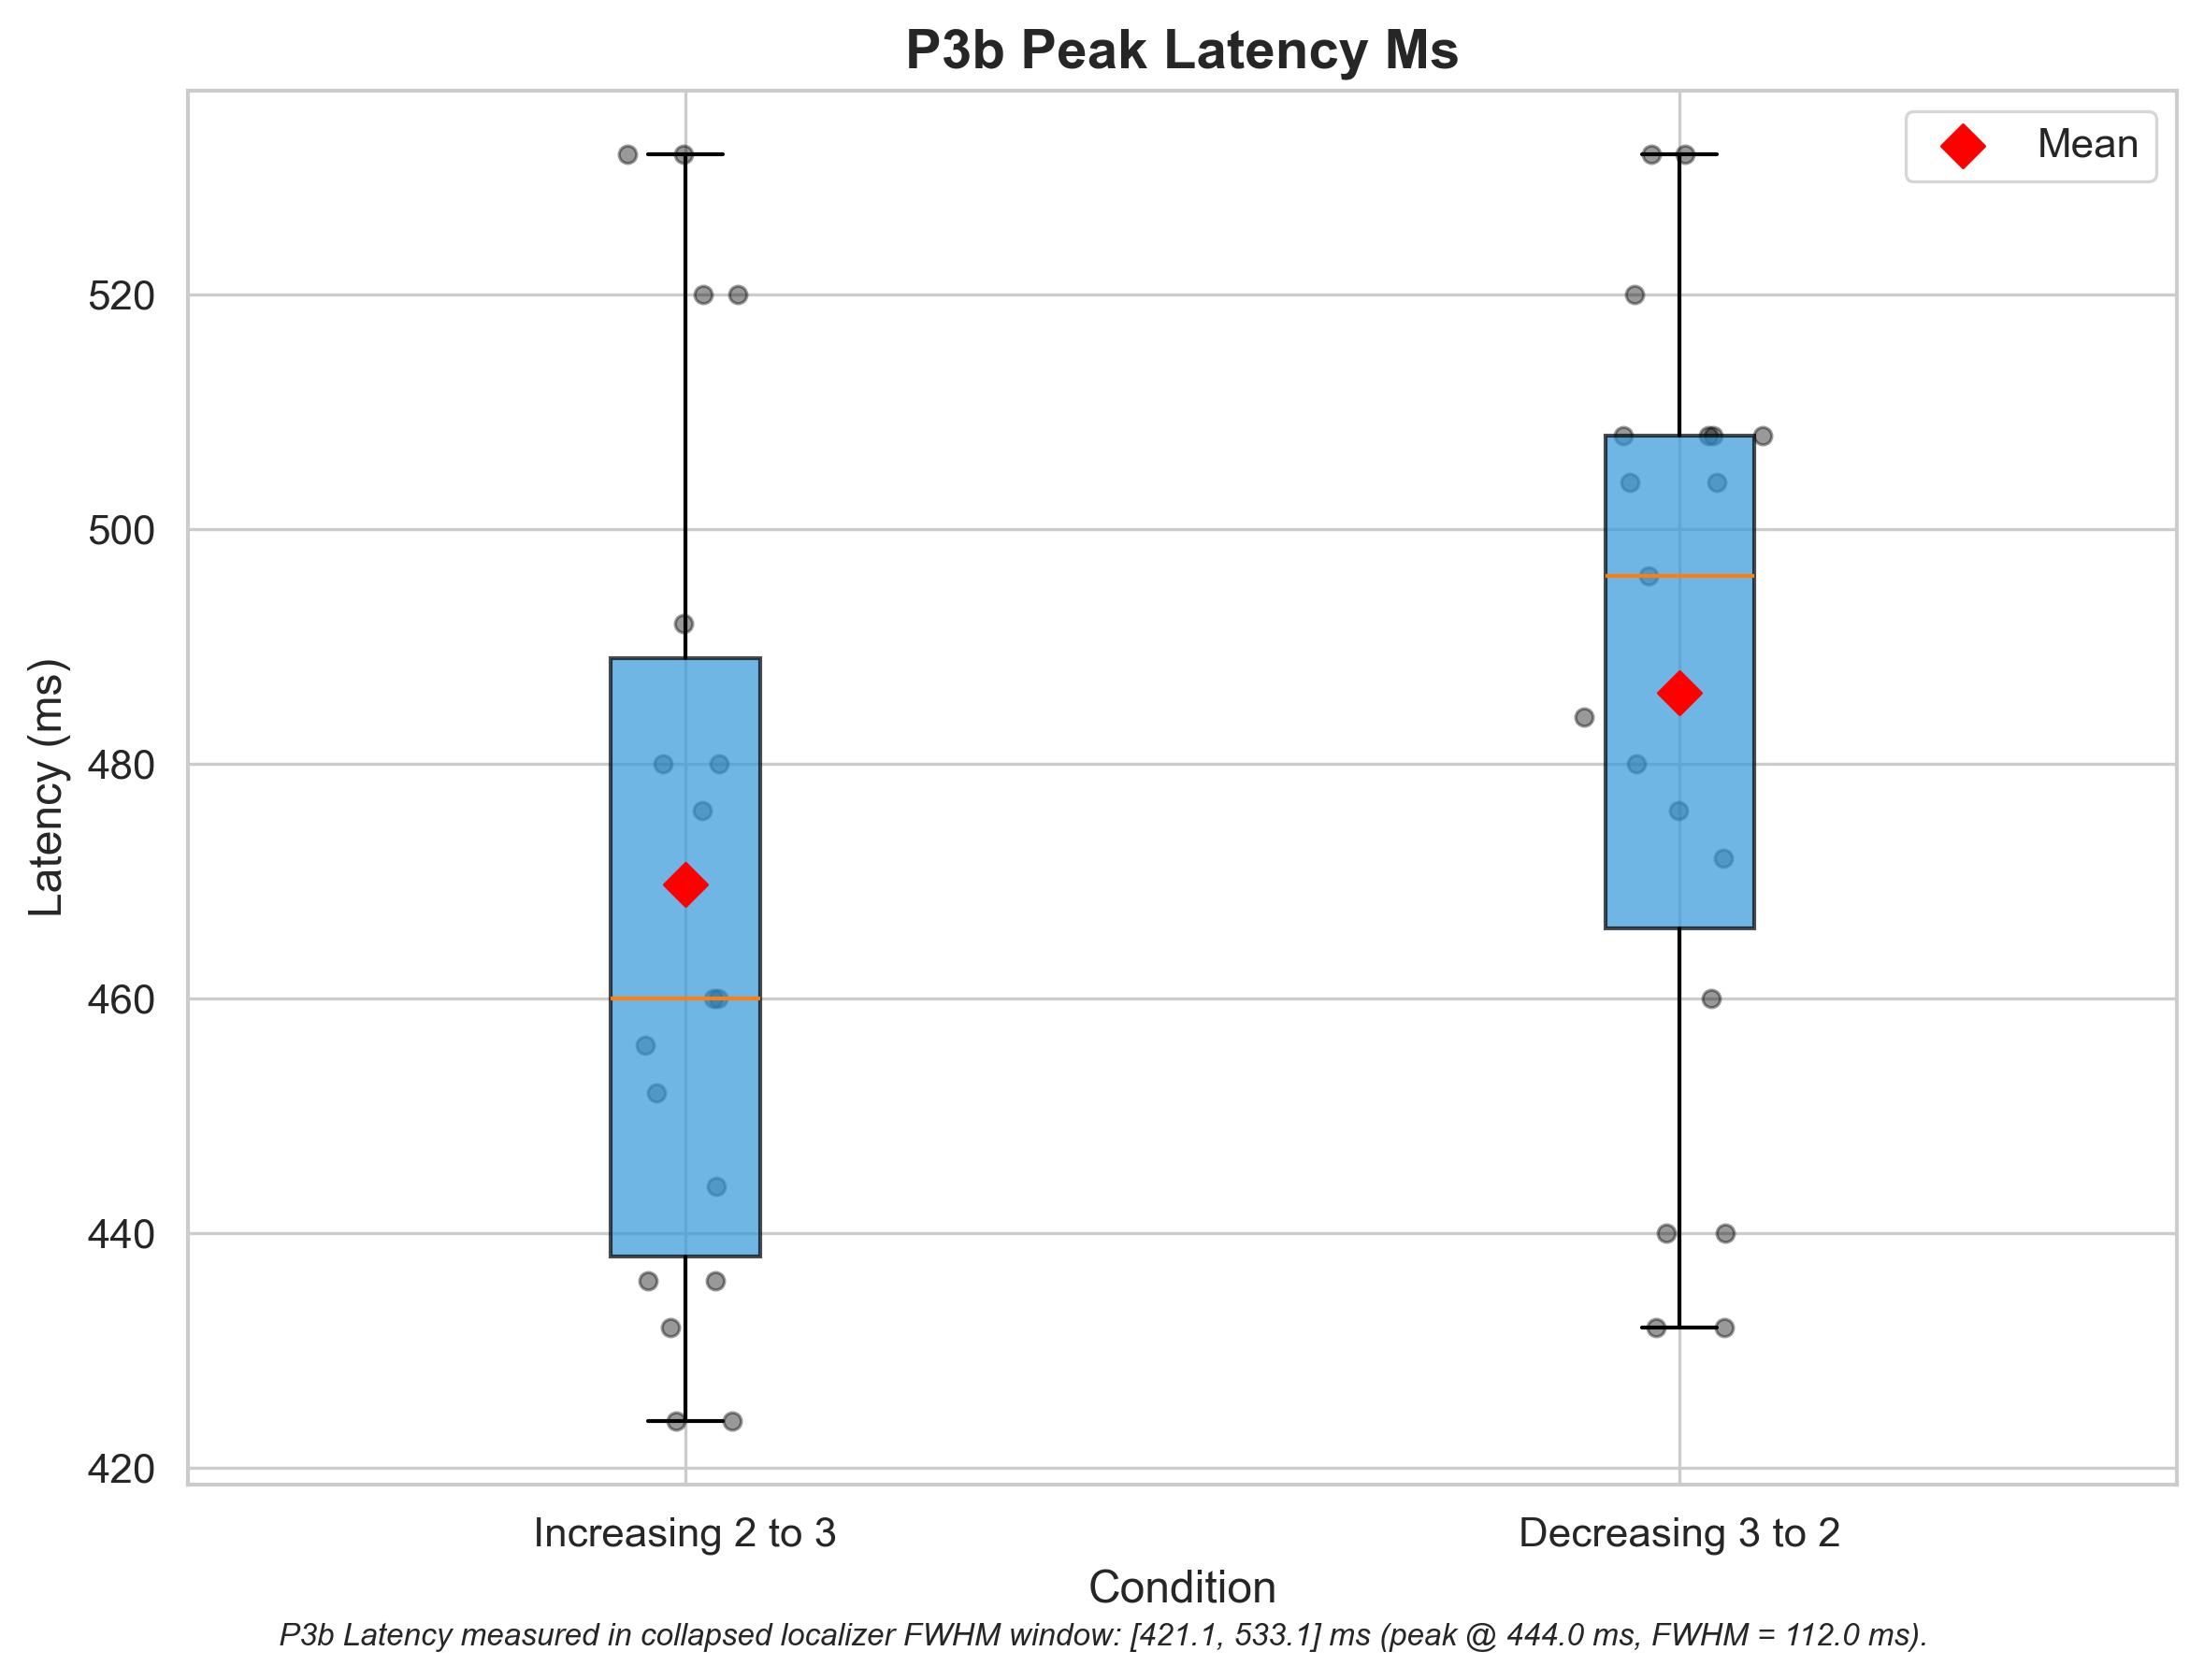 P3b Peak Latency Ms
Mean
520
500
480
460
440
420
Latency (ms)
Increasing 2 to 3
Decreasing 3 to 2
Condition
P3b Latency measured in collapsed localizer FWHM window: [421.1, 533.1] ms (peak @ 444.0 ms, FWHM = 112.0 ms).